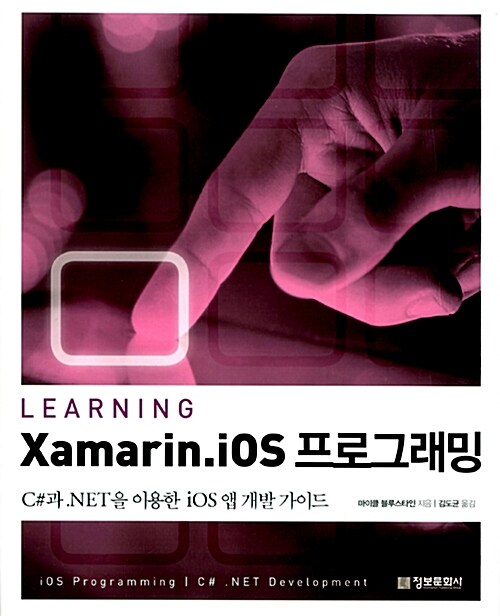 LEARNING
Xamarin.iOS 프로그래밍
C#과 .NET을 이용한 iOS 앱 개발 가이드
마이클 블루스타인 지음 | 김도균 옮김
iOS Programming | C# .NET Development
정보문화사